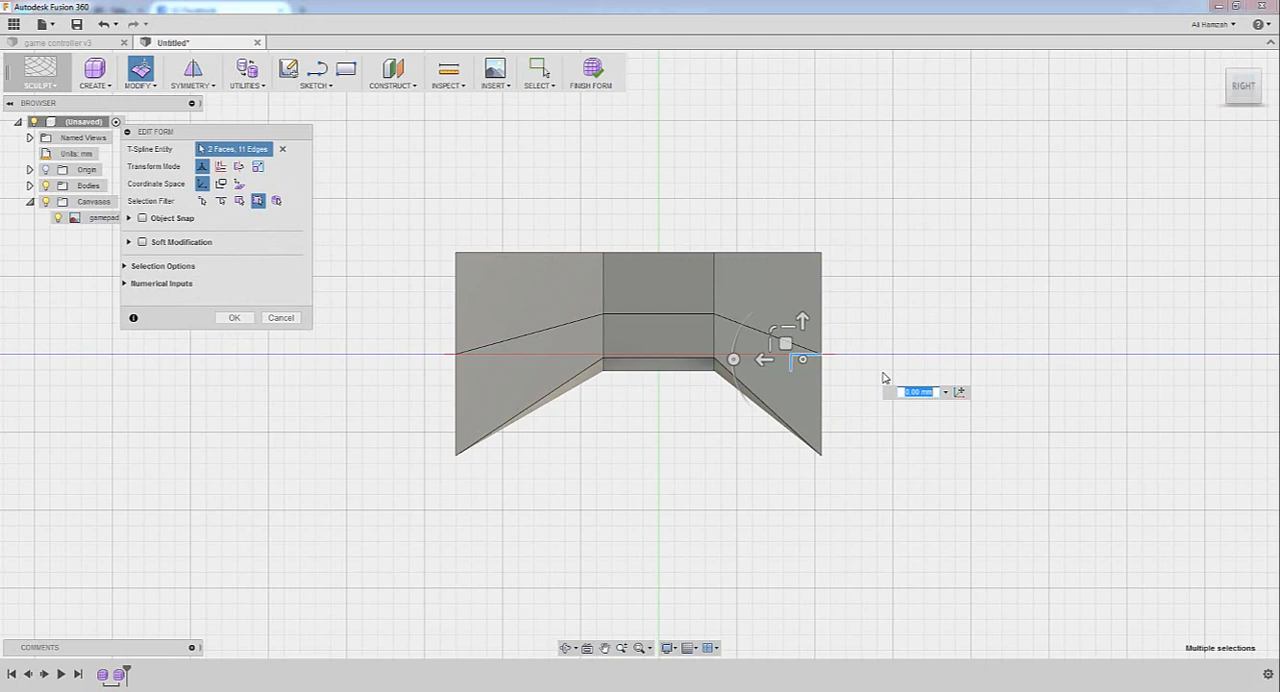 Autodesk Fusion 360
Ali Hamzah
game controller v3
Untitled*
SCULPT
CREATE
MODIFY
SYMMETRY
UTILITIES
SKETCH
CONSTRUCT
INSPECT
INSERT
SELECT
FINISH FORM
RIGHT
BROWSER
(Unsaved)
Named Views
Units: mm
Origin
Bodies
Canvases
gamepad
EDIT FORM
T-Spline Entity
2 Faces, 11 Edges
Transform Mode
Coordinate Space
Selection Filter
Object Snap
Soft Modification
Selection Options
Numerical Inputs
OK
Cancel
0.00 mm
COMMENTS
Multiple selections